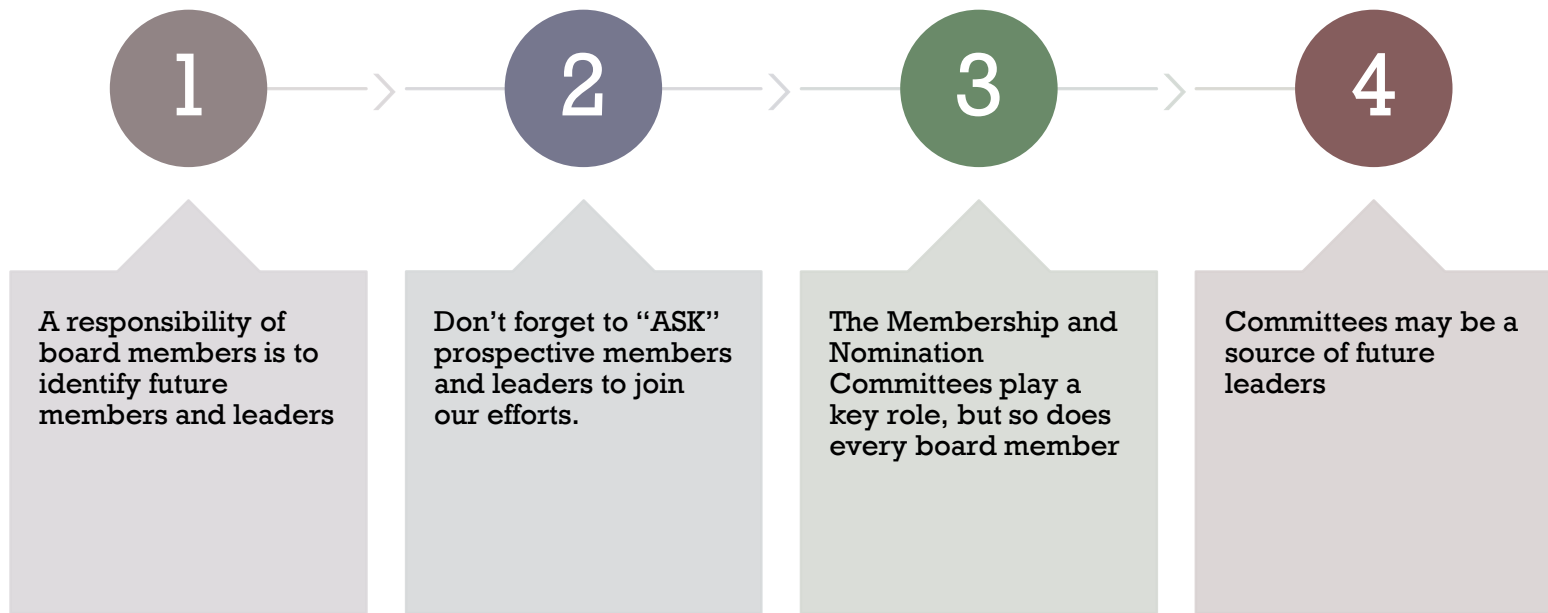 1
2
3
4
A responsibility of
board members is to
identify future
members and leaders
Don’t forget to “ASK”
prospective members
and leaders to join
our efforts.
The Membership and
Nomination
Committees play a
key role, but so does
every board member
Committees may be a
source of future
leaders